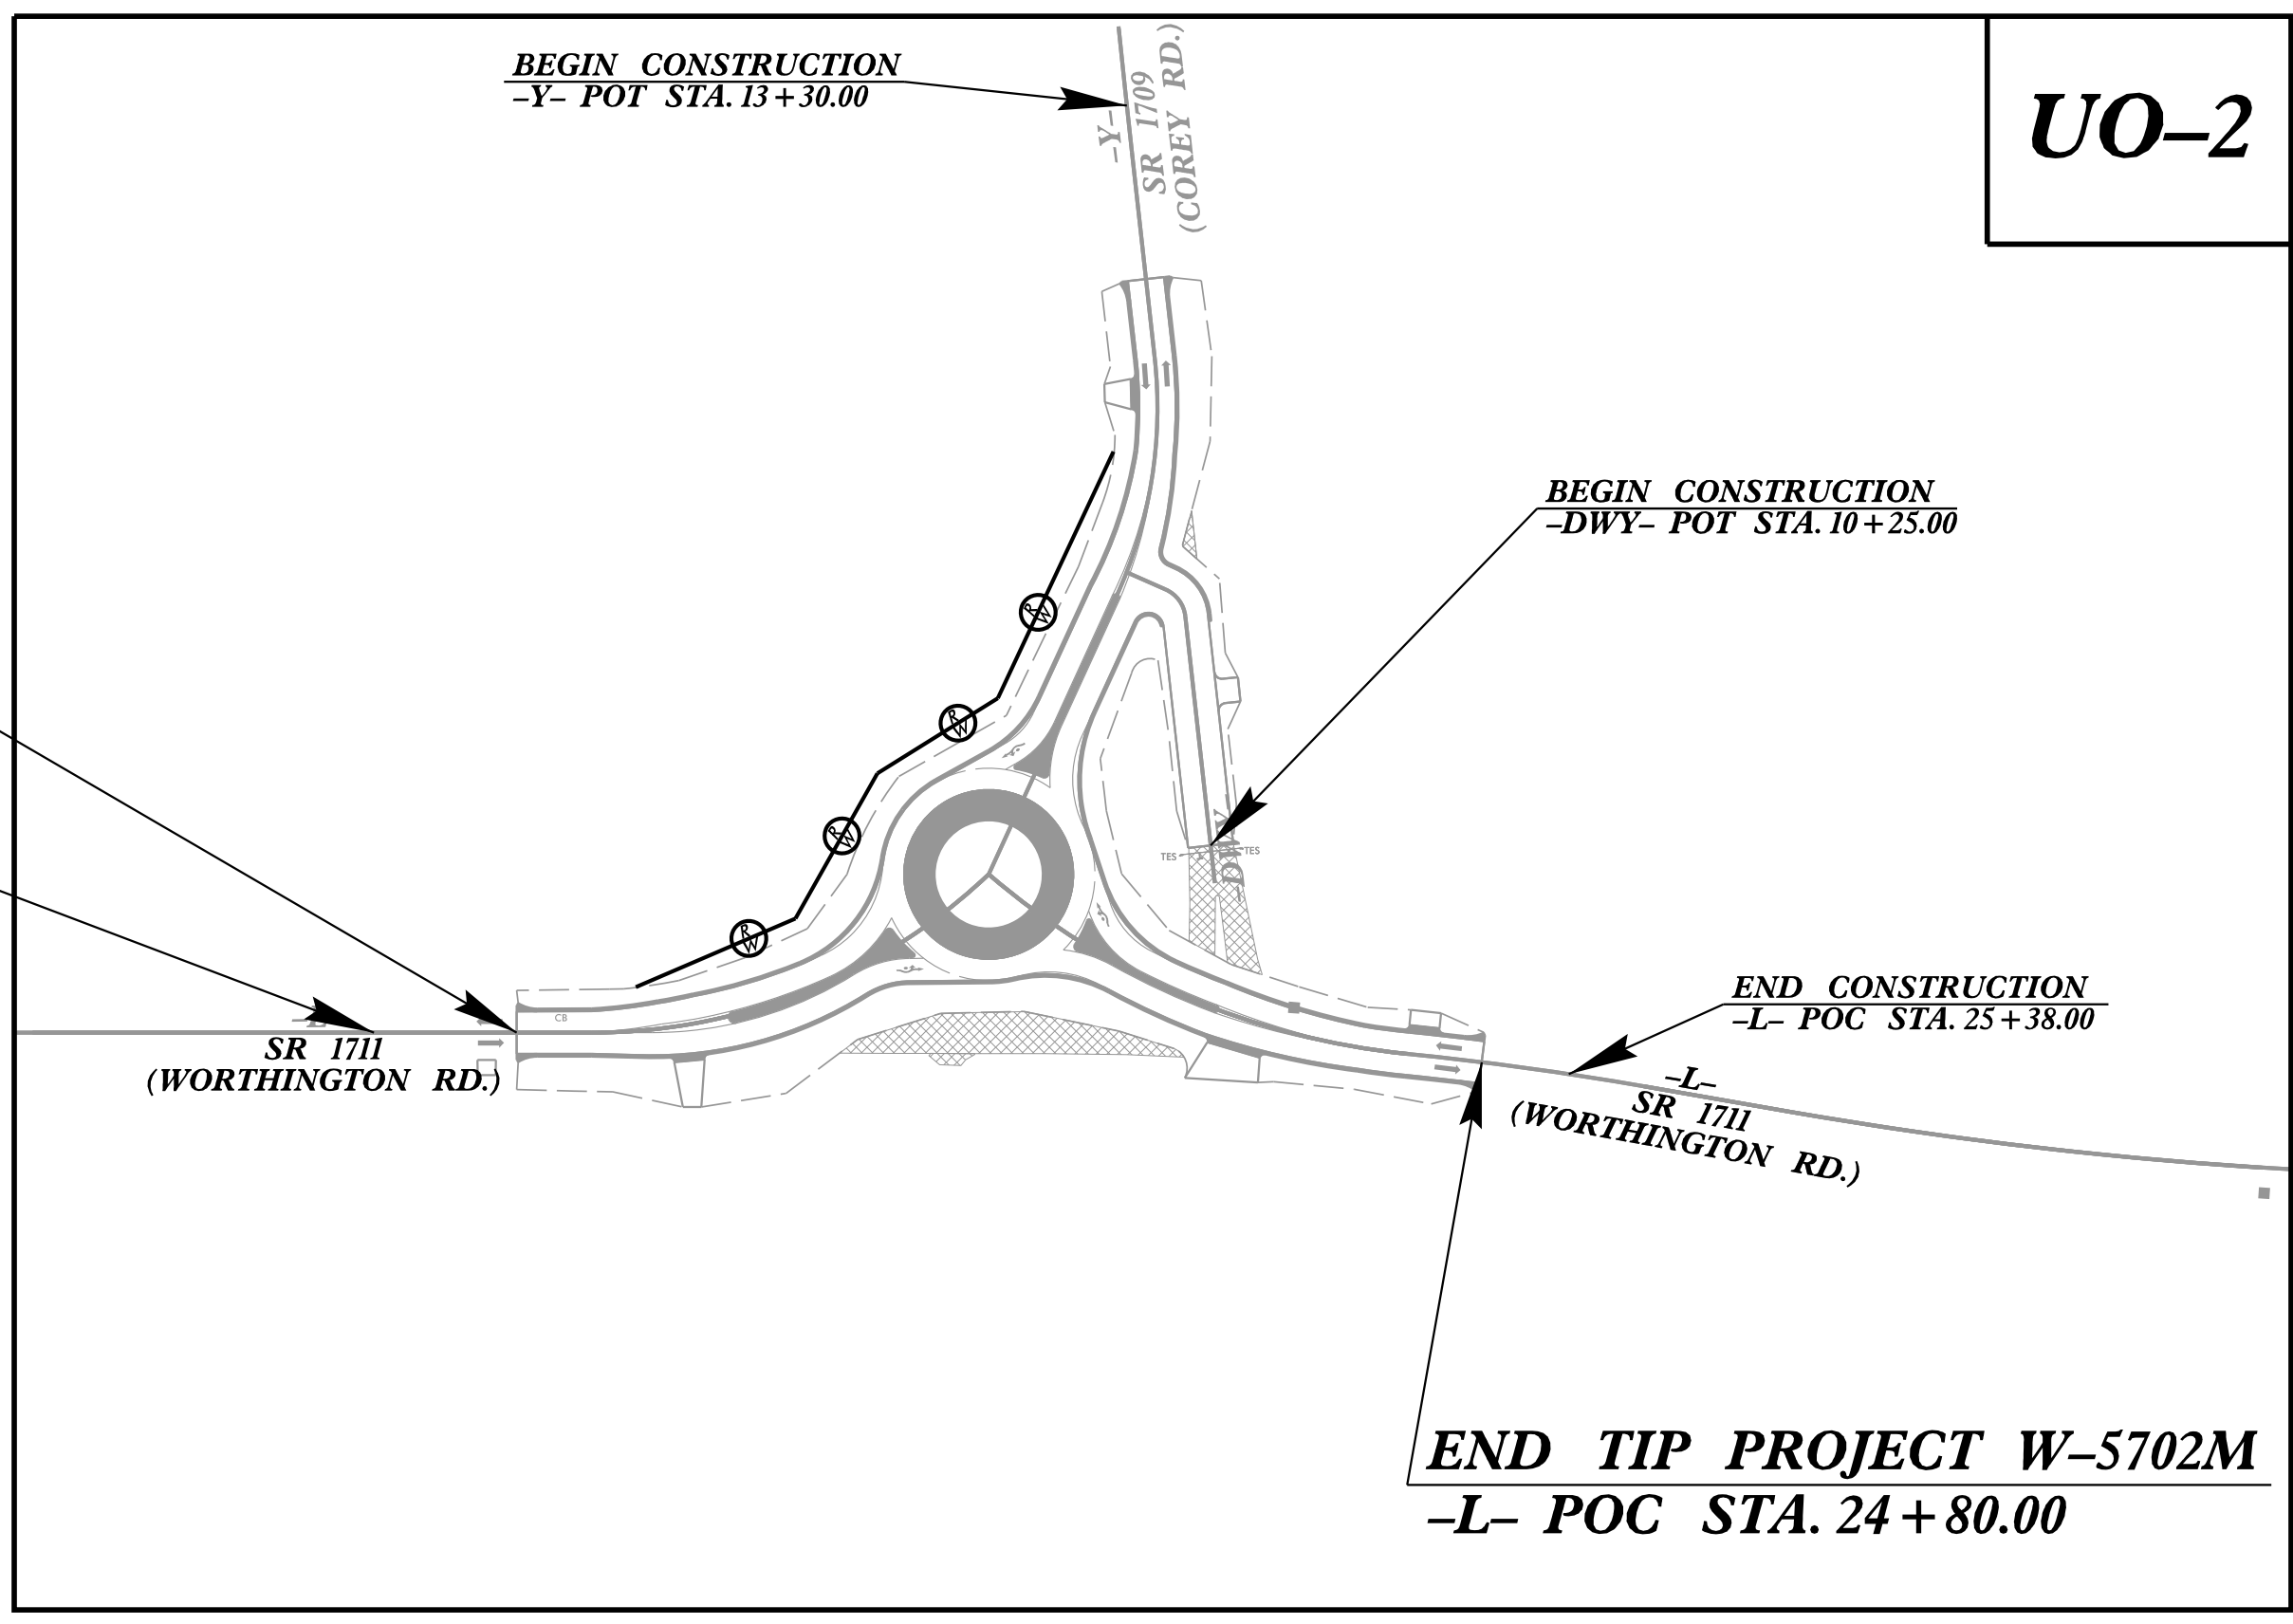 BEGIN CONSTRUCTION
–Y– POT STA. 13+30.00
–Y–
SR 1709
(COREY RD.)
UO–2
BEGIN CONSTRUCTION
–DWY– POT STA. 10+25.00
R/W
R/W
R/W
R/W
TES
TES
–DWY–
CB
–L–
SR 1711
(WORTHINGTON RD.)
END CONSTRUCTION
–L– POC STA. 25+38.00
–L–
SR 1711
(WORTHINGTON RD.)
END TIP PROJECT W–5702M
–L– POC STA. 24+80.00